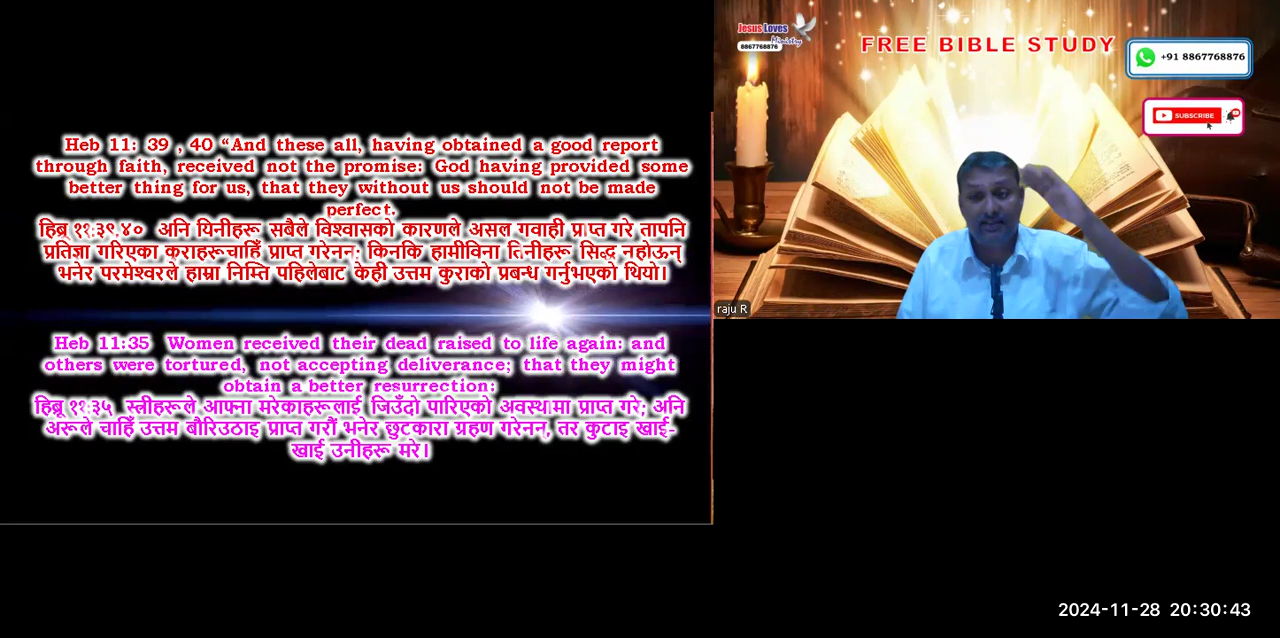 Heb 11: 39 , 40 “And these all, having obtained a good report
through faith, received not the promise: God having provided some
better thing for us, that they without us should not be made
perfect.
हिब्रू ११:३९,४० अनि यिनीहरू सबैले विश्वासको कारणले असल गवाही प्राप्त गरे तापनि
प्रतिज्ञा गरिएका कुराहरूचाहिँ प्राप्त गरेनन्; किनकि हामीविना तिनीहरू सिद्ध नहोऊन्
भनेर परमेश्वरले हाम्रा निम्ति पहिलेबाट केही उत्तम कुराको प्रबन्ध गर्नुभएको थियो।
Heb 11:35 Women received their dead raised to life again: and
others were tortured, not accepting deliverance; that they might
obtain a better resurrection:
हिब्रू ११:३५ स्त्रीहरूले आफ्ना मरेकाहरूलाई जिउँदो पारिएको अवस्थामा प्राप्त गरे; अनि
अरूले चाहिँ उत्तम बौरिउठाइ प्राप्त गरौं भनेर छुटकारा ग्रहण गरेनन्, तर कुटाइ खाई-
खाई उनीहरू मरे।
Jesus Loves
Ministry
8867768876
FREE BIBLE STUDY
+91 8867768876
SUBSCRIBE
raju R
2024-11-28 20:30:43